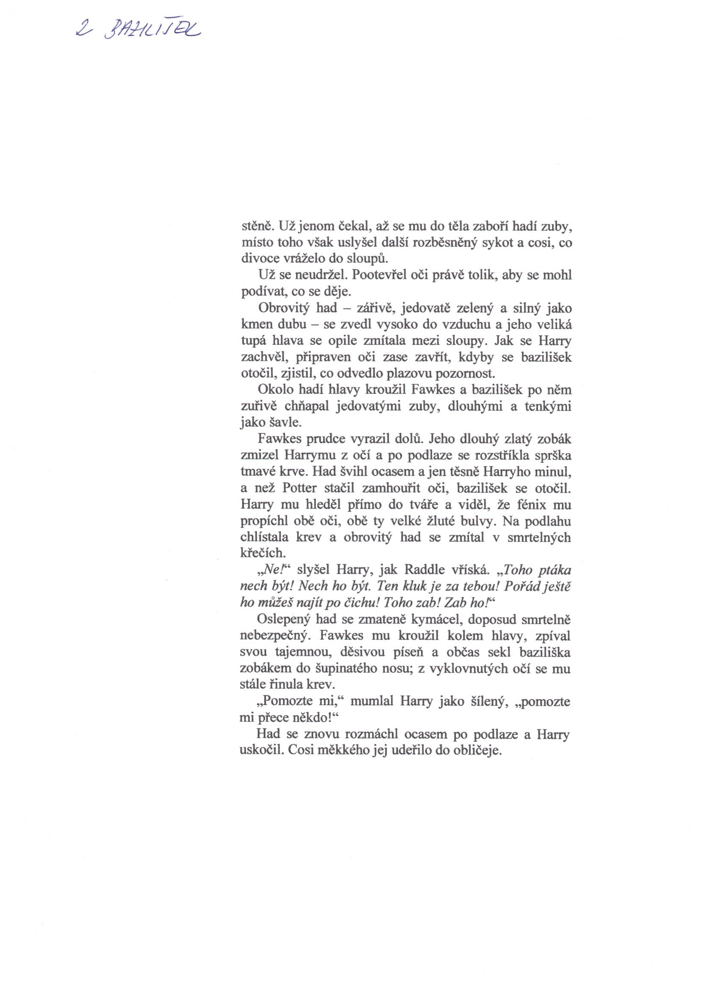 2 BAZILIŠEK
stěně. Už jenom čekal, až se mu do těla zaboří hadí zuby,
místo toho však uslyšel další rozběsněný sykot a cosi, co
divoce vráželo do sloupů.
Už se neudržel. Pootevřel oči právě tolik, aby se mohl
podívat, co se děje.
Obrovitý had – zářivě, jedovatě zelený a silný jako
kmen dubu – se zvedl vysoko do vzduchu a jeho veliká
tupá hlava se opile zmítala mezi sloupy. Jak se Harry
zachvěl, připraven oči zase zavřít, kdyby se bazilišek
otočil, zjistil, co odvedlo plazovu pozornost.
Okolo hadí hlavy kroužil Fawkes a bazilišek po něm
zuřivě chňapal jedovatými zuby, dlouhými a tenkými
jako šavle.
Fawkes prudce vyrazil dolů. Jeho dlouhý zlatý zobák
zmizel Harrymu z očí a po podlaze se rozstříkla sprška
tmavé krve. Had švihl ocasem a jen těsně Harryho minul,
a než Potter stačil zamhouřit oči, bazilišek se otočil.
Harry mu hleděl přímo do tváře a viděl, že fénix mu
propíchl obě oči, obě ty velké žluté bulvy. Na podlahu
chlístala krev a obrovitý had se zmítal v smrtelných
křečích.
„Ne!“ slyšel Harry, jak Raddle vříská. „Toho ptáka
nech být! Nech ho být. Ten kluk je za tebou! Pořád ještě
ho můžeš najít po čichu! Toho zab! Zab ho!“
Oslepený had se zmateně kymácel, doposud smrtelně
nebezpečný. Fawkes mu kroužil kolem hlavy, zpíval
svou tajemnou, děsivou píseň a občas sekl baziliška
zobákem do šupinatého nosu; z vyklovnutých očí se mu
stále řinula krev.
„Pomozte mi,“ mumlal Harry jako šílený, „pomozte
mi přece někdo!“
Had se znovu rozmáchl ocasem po podlaze a Harry
uskočil. Cosi měkkého jej udeřilo do obličeje.